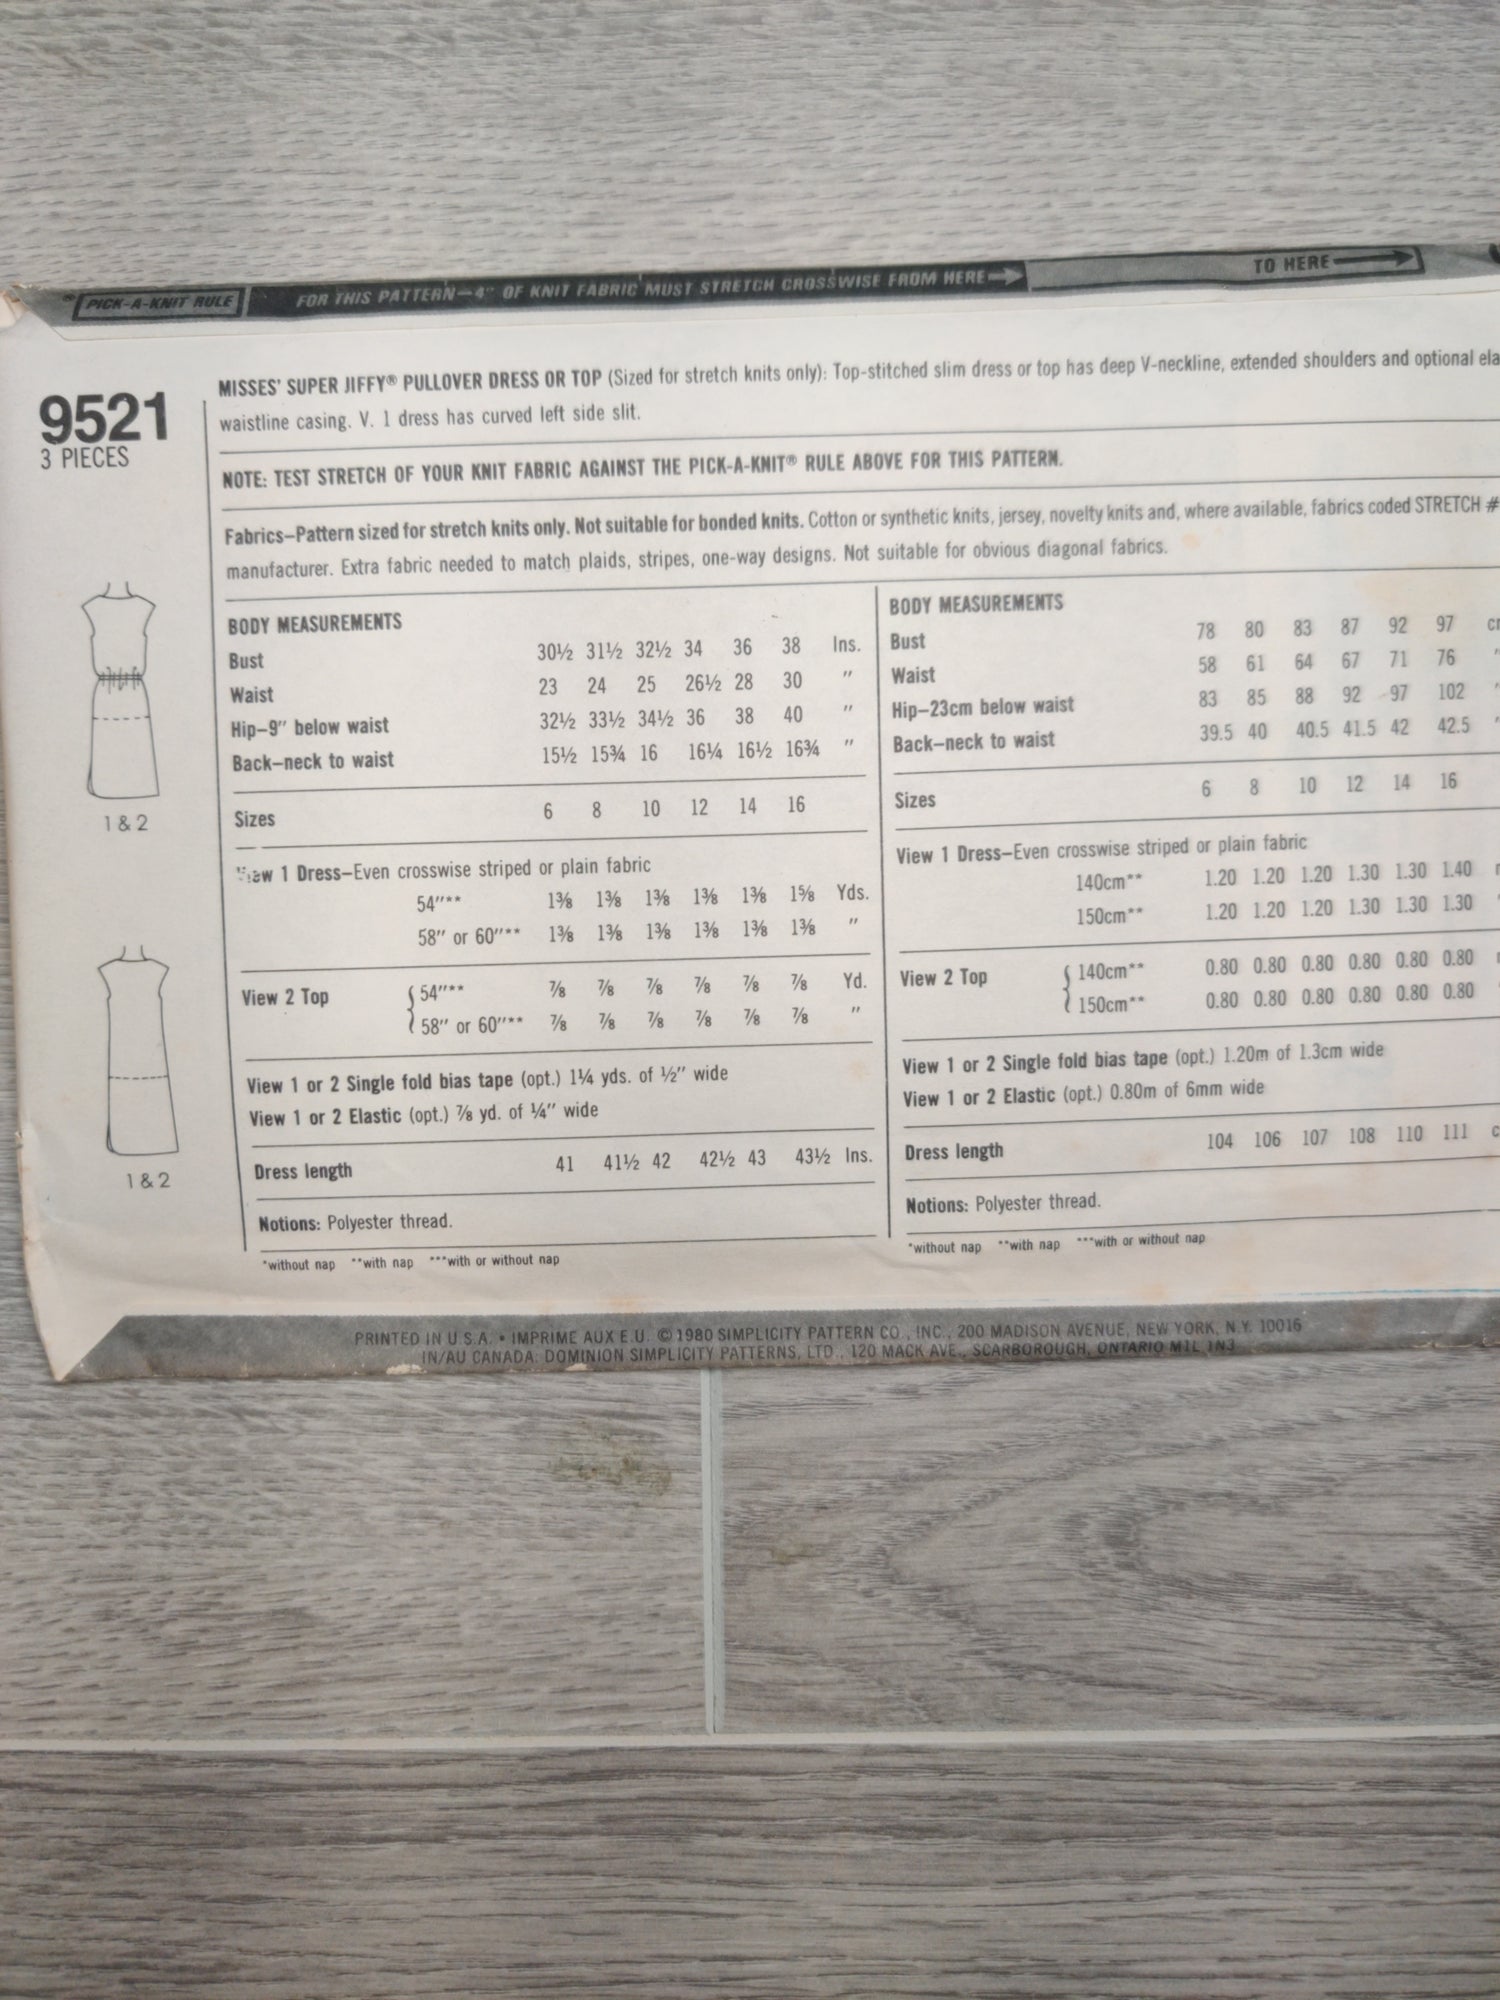 PICK-A-KNIT RULE FOR THIS PATTERN—4" OF KNIT FABRIC MUST STRETCH CROSSWISE FROM HERE TO HERE
9521
3 PIECES
MISSES' SUPER JIFFY® PULLOVER DRESS OR TOP (Sized for stretch knits only): Top-stitched slim dress or top has deep V-neckline, extended shoulders and optional ela
waistline casing. V. 1 dress has curved left side slit.
NOTE: TEST STRETCH OF YOUR KNIT FABRIC AGAINST THE PICK-A-KNIT® RULE ABOVE FOR THIS PATTERN.
Fabrics—Pattern sized for stretch knits only. Not suitable for bonded knits. Cotton or synthetic knits, jersey, novelty knits and, where available, fabrics coded STRETCH #
manufacturer. Extra fabric needed to match plaids, stripes, one-way designs. Not suitable for obvious diagonal fabrics.
BODY MEASUREMENTS
Bust 30½ 31½ 32½ 34 36 38 Ins.
Waist 23 24 25 26½ 28 30 "
Hip—9" below waist 32½ 33½ 34½ 36 38 40 "
Back—neck to waist 15½ 15¾ 16 16¼ 16½ 16¾ "
Sizes 6 8 10 12 14 16
View 1 Dress—Even crosswise striped or plain fabric
54"** 1⅜ 1⅜ 1⅜ 1⅜ 1⅜ 1⅝ Yds.
58" or 60"** 1⅜ 1⅜ 1⅜ 1⅜ 1⅜ 1⅜ "
View 2 Top { 54"** ⅞ ⅞ ⅞ ⅞ ⅞ ⅞ Yd.
58" or 60"** ⅞ ⅞ ⅞ ⅞ ⅞ ⅞ "
View 1 or 2 Single fold bias tape (opt.) 1¼ yds. of ½" wide
View 1 or 2 Elastic (opt.) ⅞ yd. of ¼" wide
Dress length 41 41½ 42 42½ 43 43½ Ins.
Notions: Polyester thread.
*without nap **with nap ***with or without nap
BODY MEASUREMENTS
Bust 78 80 83 87 92 97 cm
Waist 58 61 64 67 71 76 "
Hip—23cm below waist 83 85 88 92 97 102 "
Back—neck to waist 39.5 40 40.5 41.5 42 42.5 "
Sizes 6 8 10 12 14 16
View 1 Dress—Even crosswise striped or plain fabric
140cm** 1.20 1.20 1.20 1.30 1.30 1.40
150cm** 1.20 1.20 1.20 1.30 1.30 1.30
View 2 Top { 140cm** 0.80 0.80 0.80 0.80 0.80 0.80
150cm** 0.80 0.80 0.80 0.80 0.80 0.80
View 1 or 2 Single fold bias tape (opt.) 1.20m of 1.3cm wide
View 1 or 2 Elastic (opt.) 0.80m of 6mm wide
Dress length 104 106 107 108 110 111 c
Notions: Polyester thread.
*without nap **with nap ***with or without nap
1 & 2
1 & 2
PRINTED IN U.S.A. • IMPRIME AUX E.U. © 1980 SIMPLICITY PATTERN CO., INC., 200 MADISON AVENUE, NEW YORK, N.Y. 10016
IN/AU CANADA: DOMINION SIMPLICITY PATTERNS, LTD., 120 MACK AVE., SCARBOROUGH, ONTARIO M1L 1N3